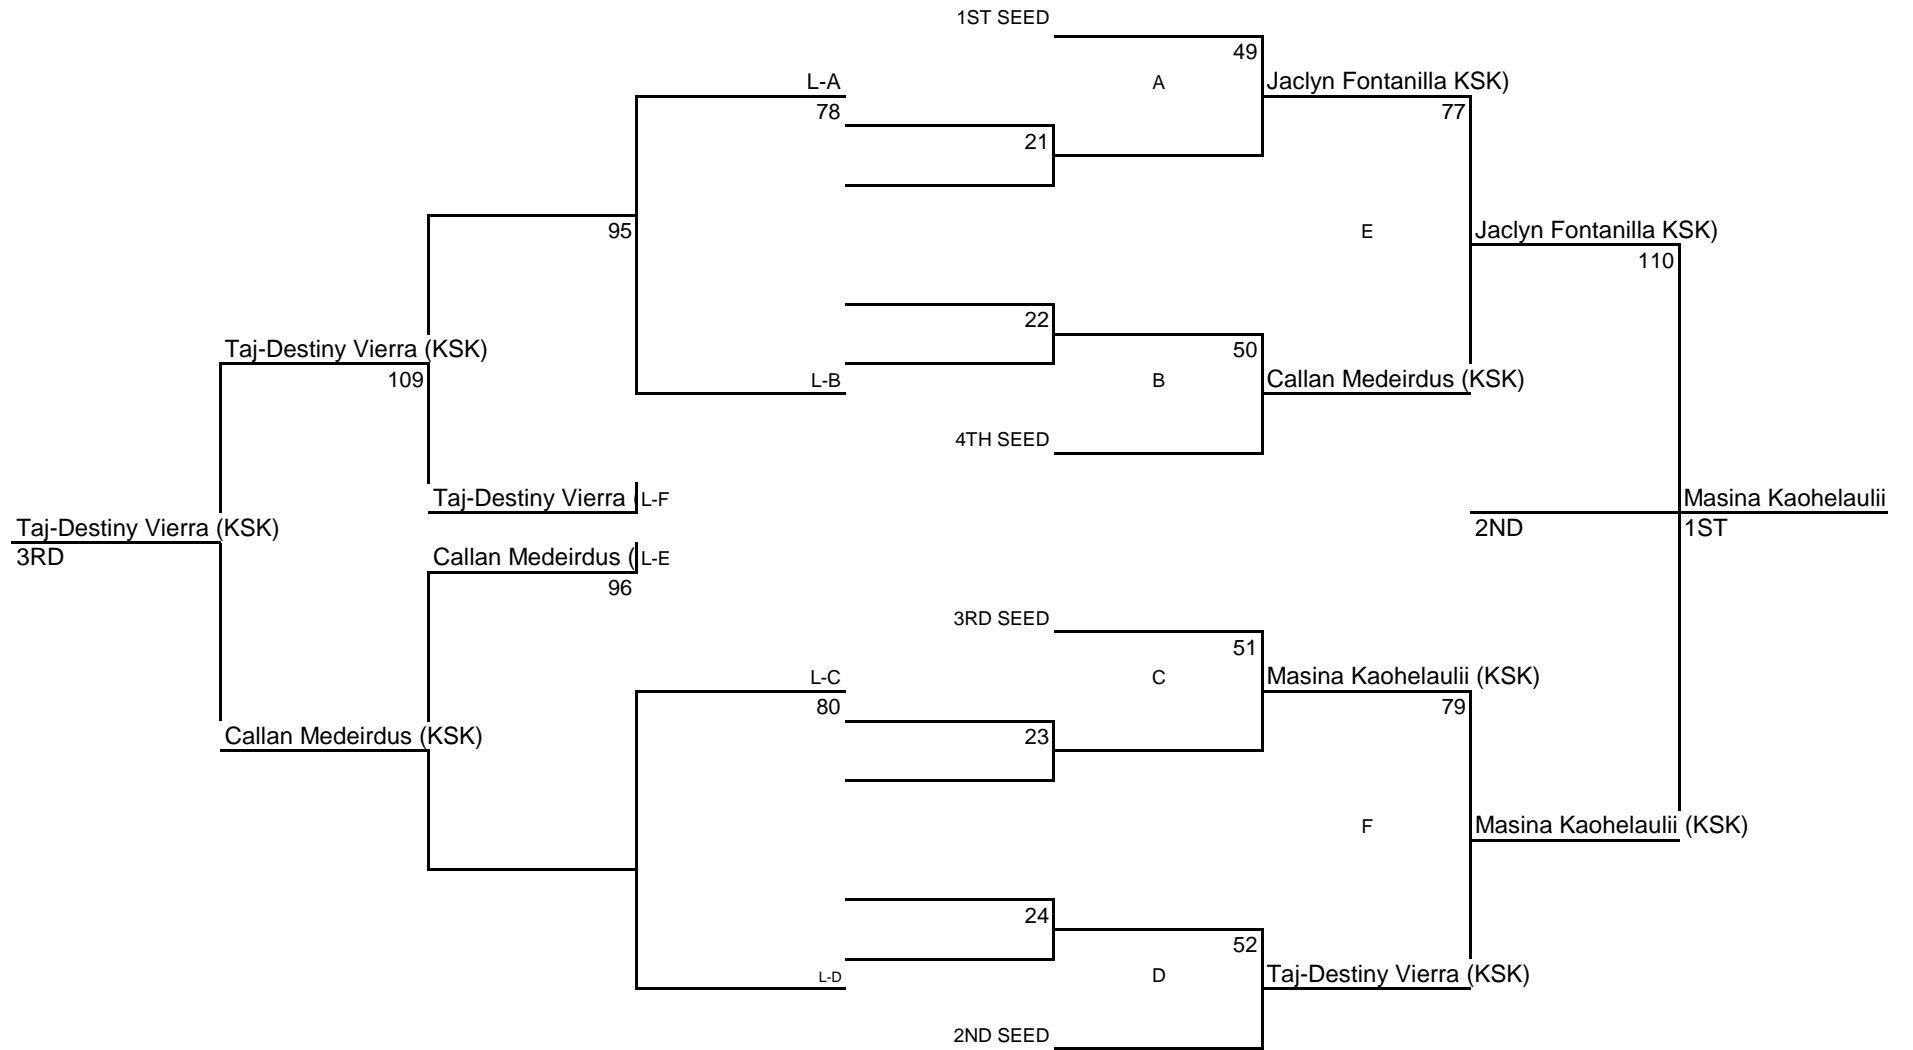 1ST SEED
49
L-A
A
Jaclyn Fontanilla KSK)
78
77
21
95
E
Jaclyn Fontanilla KSK)
110
22
Taj-Destiny Vierra (KSK)
50
109
L-B
B
Callan Medeirdus (KSK)
4TH SEED
Taj-Destiny Vierra (
L-F
Masina Kaohelaulii
Taj-Destiny Vierra (KSK)
2ND
1ST
3RD
Callan Medeirdus (
L-E
96
3RD SEED
51
L-C
C
Masina Kaohelaulii (KSK)
80
79
Callan Medeirdus (KSK)
23
F
Masina Kaohelaulii (KSK)
24
52
L-D
D
Taj-Destiny Vierra (KSK)
2ND SEED